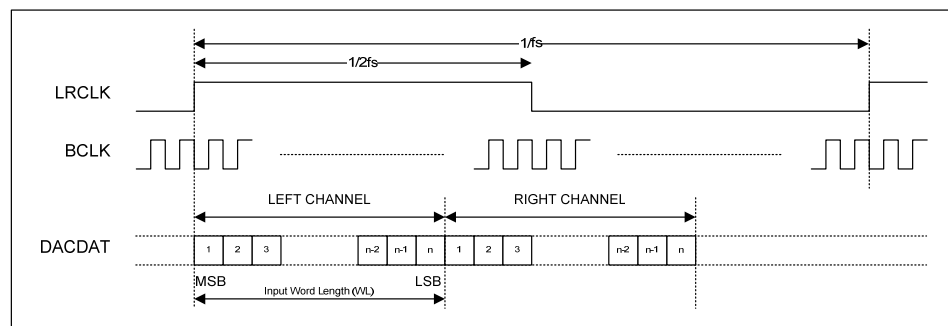 1/fs
1/2fs
LRCLK
BCLK
LEFT CHANNEL RIGHT CHANNEL
DACDAT 1 2 3 n-2 n-1 n 1 2 3 n-2 n-1 n
MSB LSB
Input Word Length (WL)